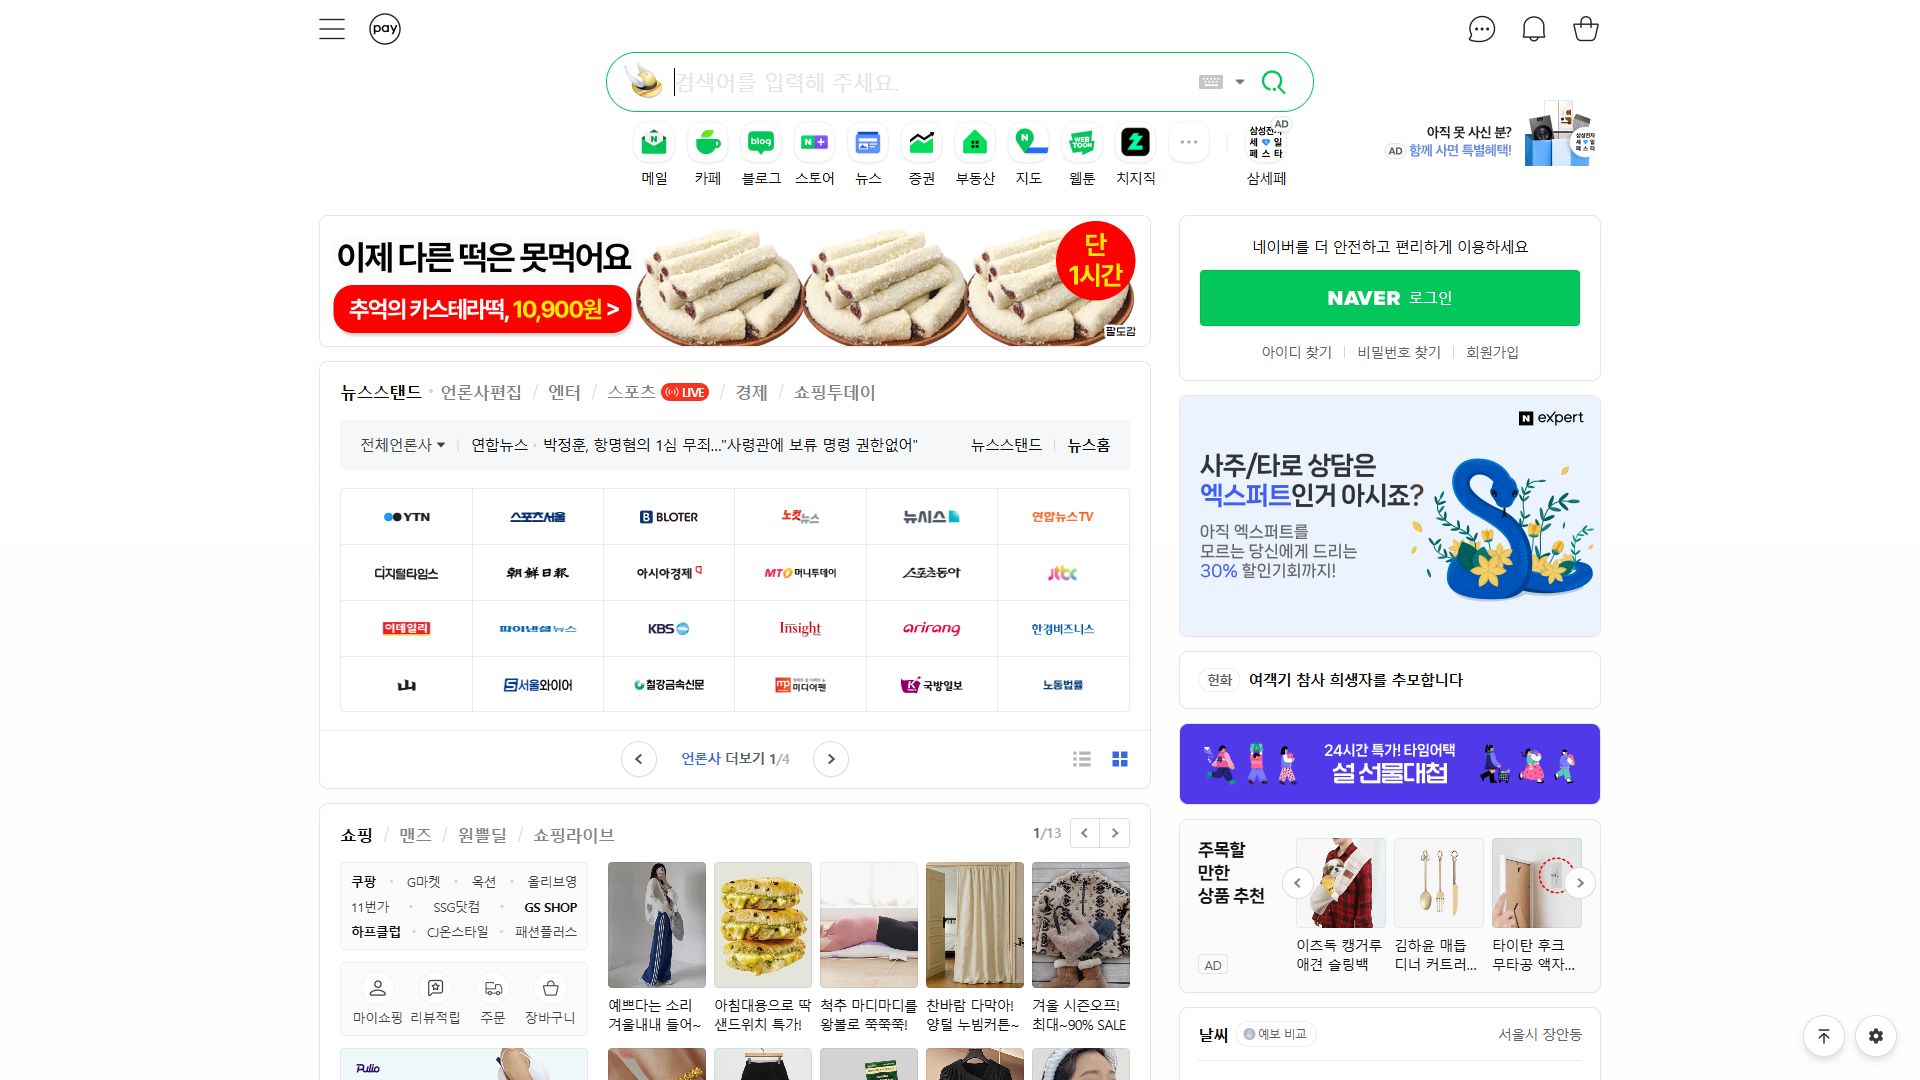 pay
검색어를 입력해 주세요.
메일
카페
블로그
스토어
뉴스
증권
부동산
지도
웹툰
치지직
AD
삼성전자
세일
페스타
삼세페
아직 못 사신 분?
AD 함께 사면 특별혜택!
이제 다른 떡은 못먹어요
추억의 카스테라떡, 10,900원 >
단
1시간
팔도감
네이버를 더 안전하고 편리하게 이용하세요
NAVER 로그인
아이디 찾기
비밀번호 찾기
회원가입
뉴스스탠드 · 언론사편집 / 엔터 / 스포츠 LIVE / 경제 / 쇼핑투데이
전체언론사
연합뉴스 · 박정훈, 항명혐의 1심 무죄..."사령관에 보류 명령 권한없어"
뉴스스탠드
뉴스홈
YTN
스포츠서울
BLOTER
노컷뉴스
뉴시스
연합뉴스TV
디지털타임스
朝鮮日報
아시아경제
MTO 머니투데이
스포츠동아
jtbc
이데일리
파이낸셜뉴스
KBS
Insight
arirang
한경비즈니스
山
서울와이어
철강금속신문
mp 미디어펜
국방일보
노동법률
언론사 더보기 1/4
N expert
사주/타로 상담은
엑스퍼트인거 아시죠?
아직 엑스퍼트를
모르는 당신에게 드리는
30% 할인기회까지!
헌화 여객기 참사 희생자를 추모합니다
24시간 특가! 타임어택
설 선물대첩
쇼핑 / 맨즈 / 원쁠딜 / 쇼핑라이브
1/13
쿠팡 · G마켓 · 옥션 · 올리브영
11번가 · SSG닷컴 · GS SHOP
하프클럽 · CJ온스타일 · 패션플러스
마이쇼핑
리뷰적립
주문
장바구니
Pulio
예쁘다는 소리
겨울내내 들어~
아침대용으로 딱
샌드위치 특가!
척추 마디마디를
왕볼로 쭉쭉쭉!
찬바람 다막아!
양털 누빔커튼~
겨울 시즌오프!
최대~90% SALE
주목할
만한
상품 추천
AD
이츠독 캥거루
애견 슬링백
김하윤 매듭
디너 커트러...
타이탄 후크
무타공 액자...
날씨
예보 비교
서울시 장안동